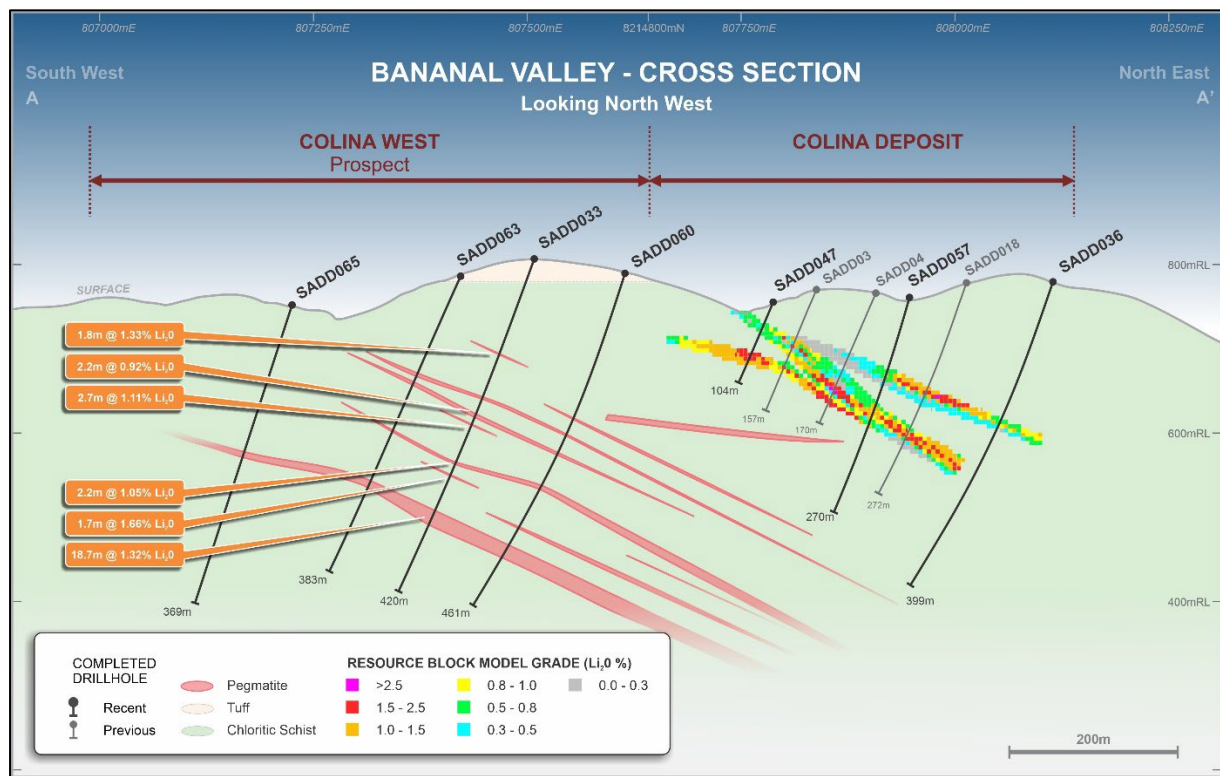 807000mE
807250mE
807500mE
8214800mN
807750mE
808000mE
808250mE
South West
A
BANANAL VALLEY - CROSS SECTION
Looking North West
North East
A'
COLINA WEST
Prospect
COLINA DEPOSIT
SADD065
SADD063
SADD033
SADD060
SADD047
SADD03
SADD04
SADD057
SADD018
SADD036
800mRL
SURFACE
1.8m @ 1.33% Li₂0
2.2m @ 0.92% Li₂0
2.7m @ 1.11% Li₂0
104m
157m
170m
600mRL
2.2m @ 1.05% Li₂0
1.7m @ 1.66% Li₂0
18.7m @ 1.32% Li₂0
272m
270m
383m
420m
461m
369m
399m
400mRL
COMPLETED
DRILLHOLE
Recent
Previous
Pegmatite
Tuff
Chloritic Schist
RESOURCE BLOCK MODEL GRADE (Li₂0 %)
>2.5
1.5 - 2.5
1.0 - 1.5
0.8 - 1.0
0.5 - 0.8
0.3 - 0.5
0.0 - 0.3
200m